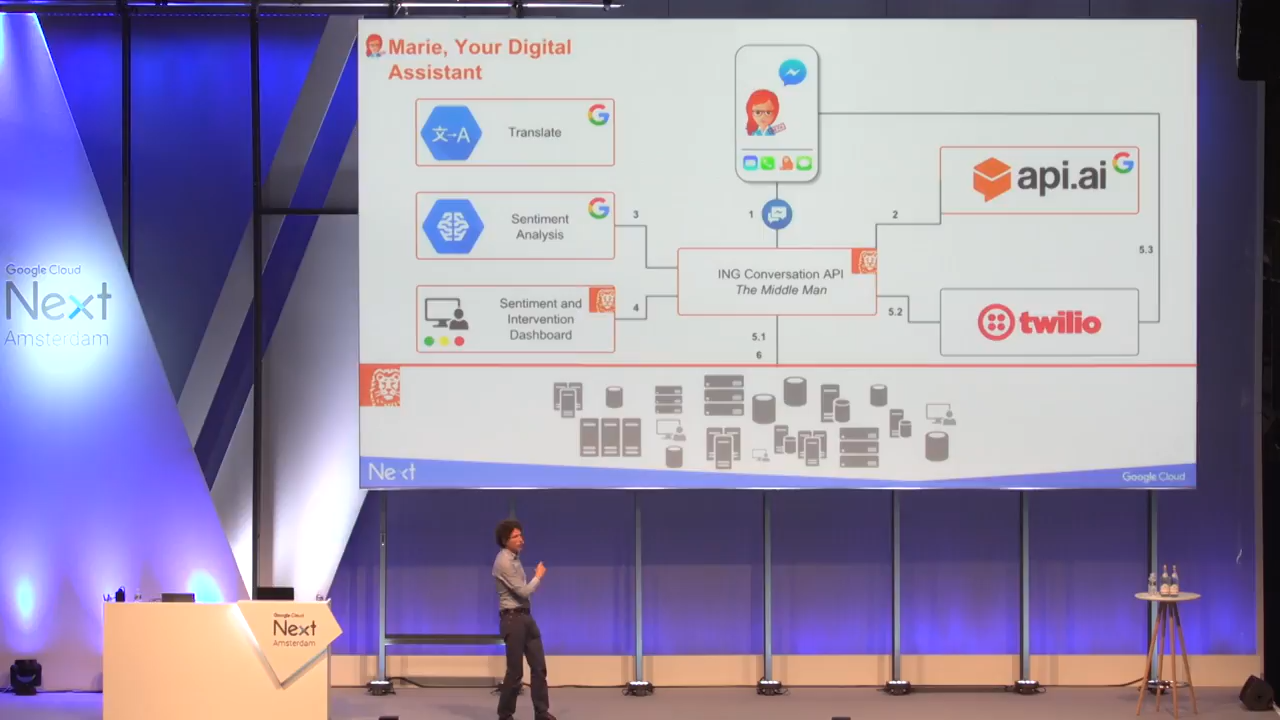 Marie, Your Digital
Assistant
文→A
Translate
Sentiment
Analysis
Sentiment and
Intervention
Dashboard
3
4
1
2
ING Conversation API
The Middle Man
5.1
6
5.2
5.3
api.ai
twilio
Next
Google Cloud
Google Cloud
Next
Amsterdam
Google Cloud
Next
Amsterdam